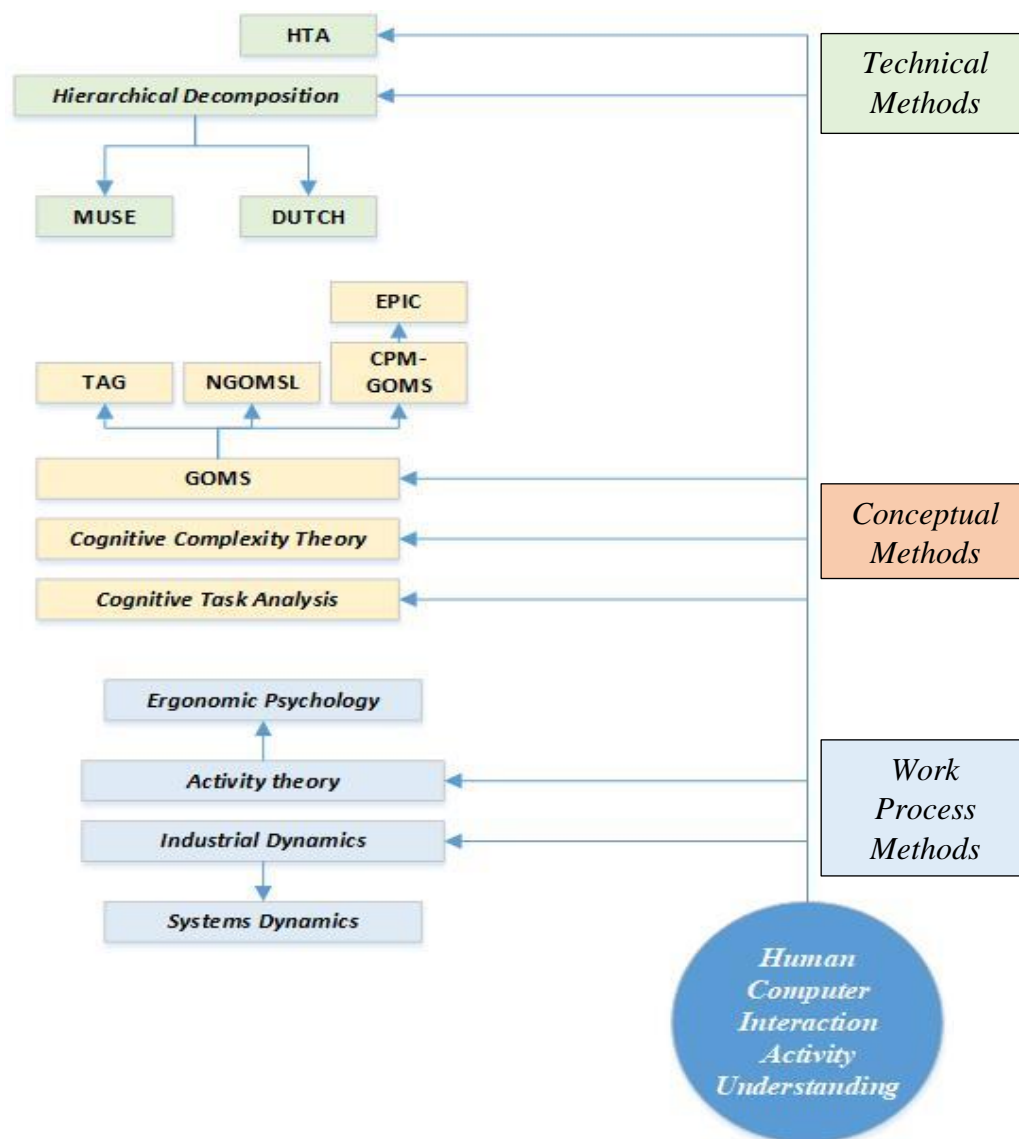 HTA
Technical
Methods
Hierarchical Decomposition
MUSE
DUTCH
EPIC
TAG
NGOMSL
CPM-
GOMS
GOMS
Conceptual
Methods
Cognitive Complexity Theory
Cognitive Task Analysis
Ergonomic Psychology
Activity theory
Work
Process
Methods
Industrial Dynamics
Systems Dynamics
Human
Computer
Interaction
Activity
Understanding